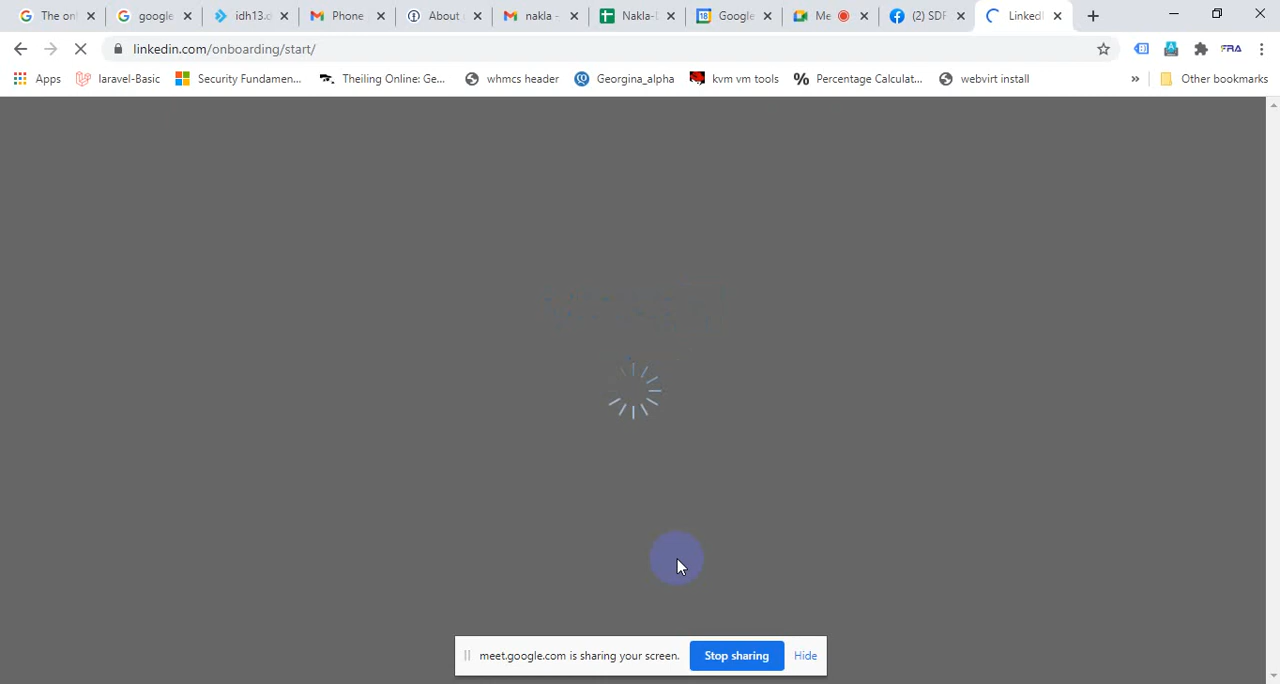 The onl
google
idh13.c
Phone
About u
nakla -
Nakla-D
Google
Me
(2) SDF
LinkedI
linkedin.com/onboarding/start/
Apps
laravel-Basic
Security Fundamen...
Theiling Online: Ge...
whmcs header
Georgina_alpha
kvm vm tools
Percentage Calculat...
webvirt install
»
Other bookmarks
meet.google.com is sharing your screen.
Stop sharing
Hide